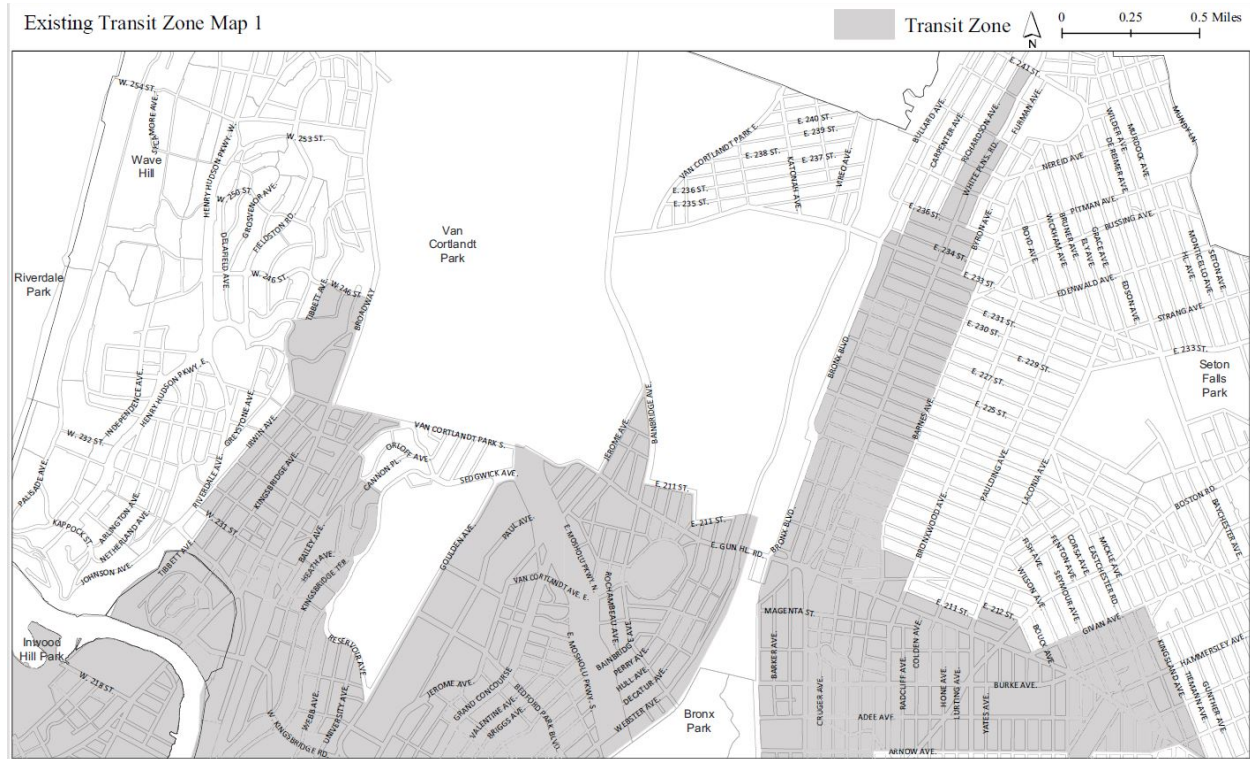 Existing Transit Zone Map 1
Transit Zone
N
0 0.25 0.5 Miles
W. 254 ST.
HENRY HUDSON PKWY. W.
W. 253 ST.
Wave
Hill
W. 250 ST.
GROSVENOR AVE.
FIELDSTON RD.
DELAFIELD AVE.
W. 246 ST.
TIBBETT AVE.
W. 246 ST.
BROADWAY
Riverdale
Park
Van
Cortlandt
Park
VAN CORTLANDT PARK E.
E. 240 ST.
E. 239 ST.
E. 238 ST.
E. 237 ST.
E. 236 ST.
E. 235 ST.
KATONAH AVE.
VIREO AVE.
BULLARD AVE.
CARPENTER AVE.
RICHARDSON AVE.
WHITE PLNS. RD.
FURMAN AVE.
E. 241 ST.
WILDER AVE.
MURDOCK AVE.
DE REIMER AVE.
MUNDY LN.
NEREID AVE.
PITMAN AVE.
BUSSING AVE.
E. 236 ST.
E. 234 ST.
E. 233 ST.
BYRON AVE.
BOYD AVE.
WICKHAM AVE.
BRUNER AVE.
GRACE AVE.
ELY AVE.
EDENWALD AVE.
EDSON AVE.
MONTICELLO AVE.
SETON AVE.
HL. AVE.
STRANG AVE.
E. 233 ST.
E. 231 ST.
E. 230 ST.
E. 229 ST.
E. 227 ST.
E. 225 ST.
Seton
Falls
Park
BRONX BLVD.
BARNES AVE.
PAULDING AVE.
LACONIA AVE.
BRONXWOOD AVE.
BOSTON RD.
BAYCHESTER AVE.
INDEPENDENCE AVE.
HENRY HUDSON PKWY. E.
GREYSTONE AVE.
IRWIN AVE.
W. 232 ST.
RIVERDALE AVE.
KINGSBRIDGE AVE.
PALISADE AVE.
KAPPOCK ST.
ARLINGTON AVE.
NETHERLAND AVE.
JOHNSON AVE.
TIBBETT AVE.
W. 231 ST.
BAILEY AVE.
HEATH AVE.
KINGSBRIDGE TER.
CANNON PL.
ORLOFF AVE.
VAN CORTLANDT PARK S.
SEDGWICK AVE.
JEROME AVE.
BAINBRIDGE AVE.
E. 211 ST.
E. 211 ST.
E. GUN HL. RD.
BRONX BLVD.
GOULDEN AVE.
PAUL AVE.
E. MOSHOLU PKWY. N.
VAN CORTLANDT AVE. E.
ROCHAMBEAU AVE.
BAINBRIDGE AVE.
PERRY AVE.
HULL AVE.
DECATUR AVE.
WEBSTER AVE.
E. MOSHOLU PKWY. S.
JEROME AVE.
GRAND CONCOURSE
VALENTINE AVE.
BRIGGS AVE.
BEDFORD PARK BLVD.
RESERVOIR AVE.
WEBB AVE.
UNIVERSITY AVE.
W. KINGSBRIDGE RD.
Inwood
Hill Park
W. 218 ST.
Bronx
Park
MAGENTA ST.
BARKER AVE.
CRUGER AVE.
ADEE AVE.
RADCLIFF AVE.
COLDEN AVE.
HONE AVE.
LURTING AVE.
YATES AVE.
BURKE AVE.
ARNOW AVE.
E. 211 ST.
E. 212 ST.
BOUCK AVE.
WILSON AVE.
FISH AVE.
FENTON AVE.
SEYMOUR AVE.
CORSA AVE.
EASTCHESTER RD.
MICKLE AVE.
GIVAN AVE.
KINGSLAND AVE.
HAMMERSLEY AVE.
TIEMANN AVE.
GUNTHER AVE.